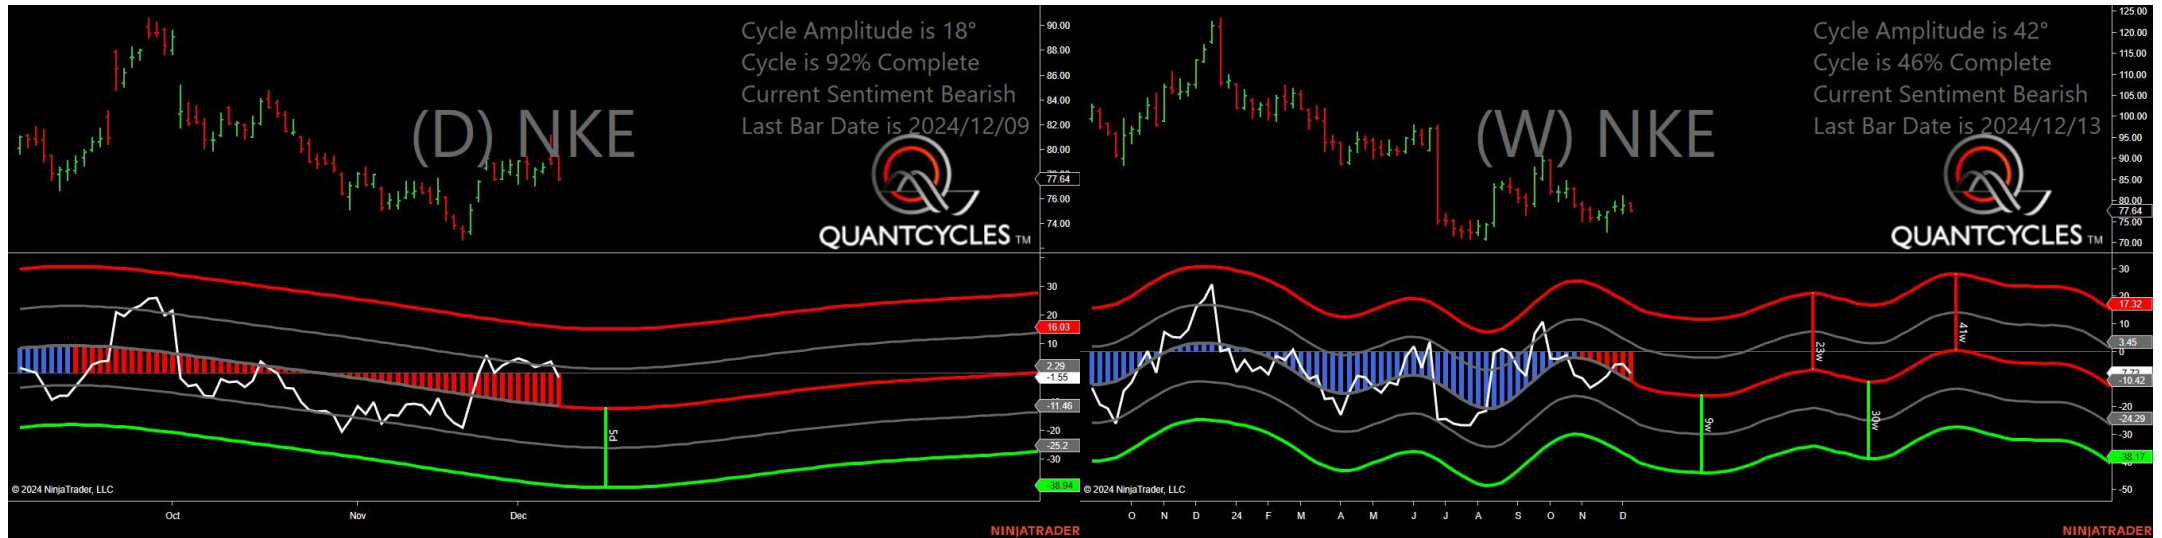 Cycle Amplitude is 18°
Cycle is 92% Complete
Current Sentiment Bearish
Last Bar Date is 2024/12/09
(D) NKE
QUANTCYCLES TM
90.00
88.00
86.00
84.00
82.00
80.00
77.64
76.00
74.00
30
20
16.03
10
2.29
-1.55
-11.46
-20
-25.2
-30
-38.94
5d
© 2024 NinjaTrader, LLC
Oct Nov Dec
NINJATRADER
Cycle Amplitude is 42°
Cycle is 46% Complete
Current Sentiment Bearish
Last Bar Date is 2024/12/13
(W) NKE
QUANTCYCLES TM
125.00
120.00
115.00
110.00
105.00
100.00
95.00
90.00
85.00
80.00
77.64
75.00
70.00
30
17.32
10
3.45
0
-10.42
-20
-24.29
-30
-38.17
-50
9w
23w
30w
41w
© 2024 NinjaTrader, LLC
O N D 24 F M A M J J A S O N D
NINJATRADER